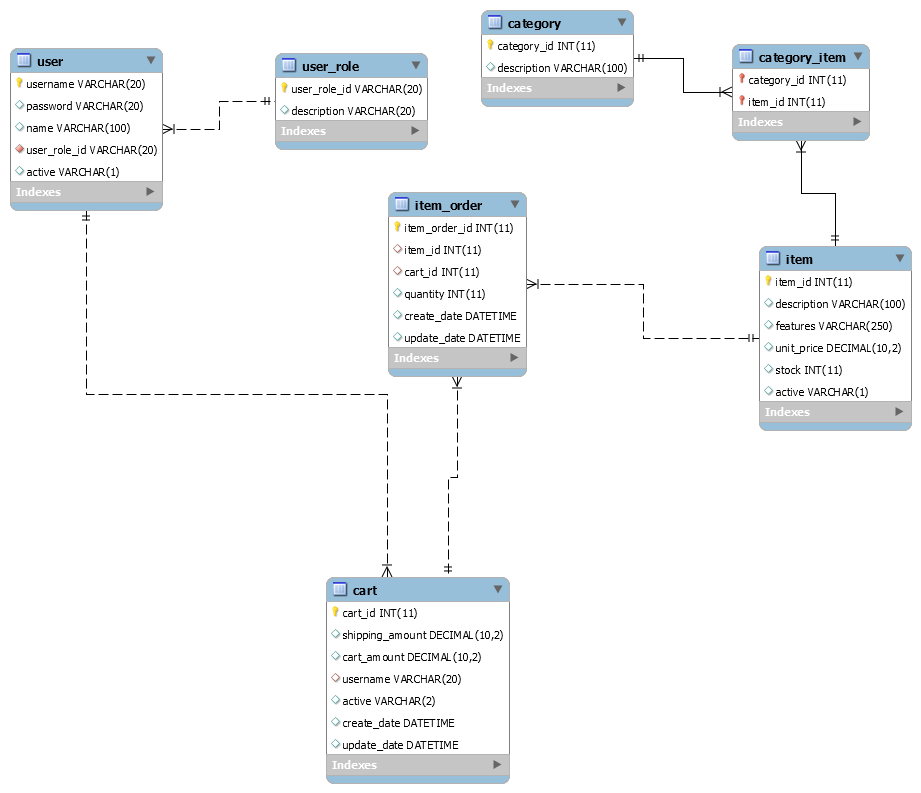 user
username VARCHAR(20)
password VARCHAR(20)
name VARCHAR(100)
user_role_id VARCHAR(20)
active VARCHAR(1)
Indexes
user_role
user_role_id VARCHAR(20)
description VARCHAR(20)
Indexes
category
category_id INT(11)
description VARCHAR(100)
Indexes
category_item
category_id INT(11)
item_id INT(11)
Indexes
item_order
item_order_id INT(11)
item_id INT(11)
cart_id INT(11)
quantity INT(11)
create_date DATETIME
update_date DATETIME
Indexes
item
item_id INT(11)
description VARCHAR(100)
features VARCHAR(250)
unit_price DECIMAL(10,2)
stock INT(11)
active VARCHAR(1)
Indexes
cart
cart_id INT(11)
shipping_amount DECIMAL(10,2)
cart_amount DECIMAL(10,2)
username VARCHAR(20)
active VARCHAR(2)
create_date DATETIME
update_date DATETIME
Indexes